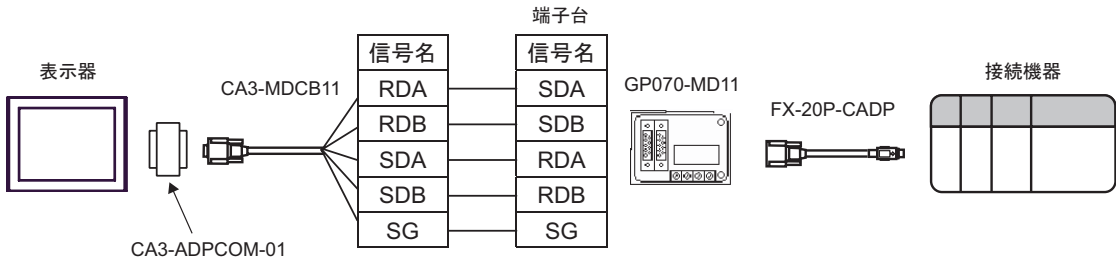 端子台
表示器
CA3-MDCB11
信号名
信号名
GP070-MD11
FX-20P-CADP
接続機器
RDA
SDA
RDB
SDB
SDA
RDA
SDB
RDB
SG
SG
CA3-ADPCOM-01